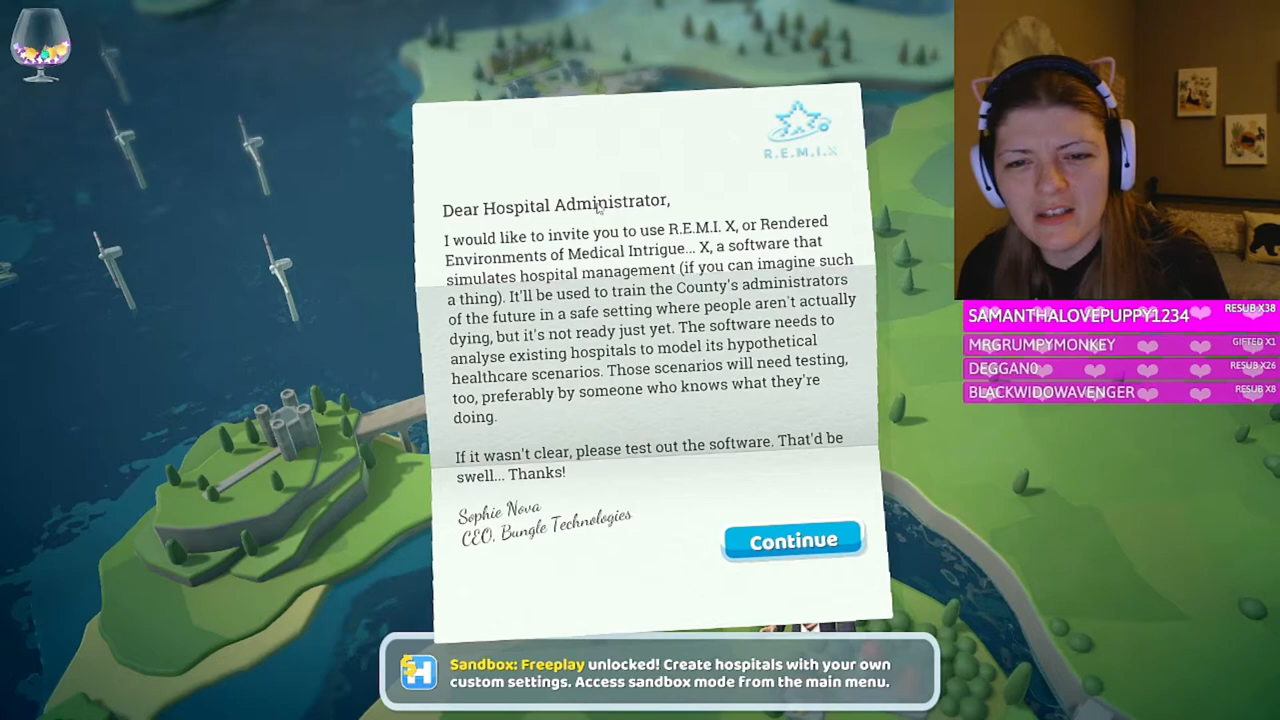 R.E.M.I.X
Dear Hospital Administrator,
I would like to invite you to use R.E.M.I. X, or Rendered
Environments of Medical Intrigue... X, a software that
simulates hospital management (if you can imagine such
a thing). It'll be used to train the County's administrators
of the future in a safe setting where people aren't actually
dying, but it's not ready just yet. The software needs to
analyse existing hospitals to model its hypothetical
healthcare scenarios. Those scenarios will need testing,
too, preferably by someone who knows what they're
doing.
If it wasn't clear, please test out the software. That'd be
swell... Thanks!
Sophie Nova
CEO, Bungle Technologies
Continue
Sandbox: Freeplay unlocked! Create hospitals with your own
custom settings. Access sandbox mode from the main menu.
SAMANTHALOVEPUPPY1234 RESUB X38
MRGRUMPYMONKEY GIFTED X1
DEGGAN0 RESUB X26
BLACKWIDOWAVENGER RESUB X8